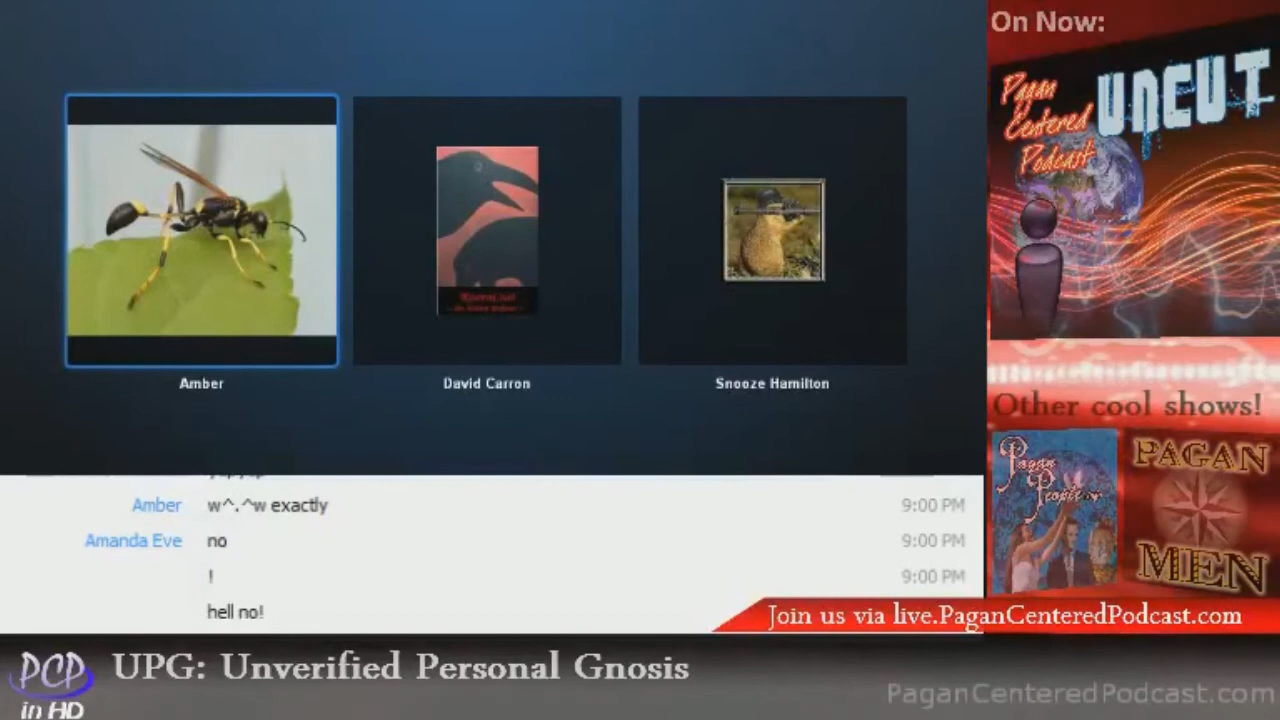 On Now:
Pagan
Centered
Podcast
UNCUT
Amber
David Carron
Snooze Hamilton
Other cool shows!
Pagan
People
PAGAN
MEN
Amber w^.^w exactly 9:00 PM
Amanda Eve no 9:00 PM
! 9:00 PM
hell no!
Join us via live.PaganCenteredPodcast.com
PCP
in HD
UPG: Unverified Personal Gnosis
PaganCenteredPodcast.com